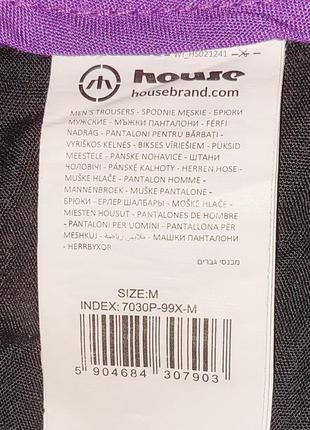 WI_HS021241
house
housebrand.com
MEN'S TROUSERS - SPODNIE MĘSKIE - БРЮКИ
МУЖСКИЕ - МЪЖКИ ПАНТАЛОНИ - FÉRFI
NADRÁG - PANTALONI PENTRU BĂRBAȚI -
VYRIŠKOS KELNĖS - BIKSES VĪRIEŠIEM - PÜKSID
MEESTELE - PÁNSKE NOHAVICE - ШТАНИ
ЧОЛОВІЧІ - PÁNSKÉ KALHOTY - HERREN HOSE -
MUŠKE HLAČE - PANTALON HOMME -
MANNENBROEK - MUŠKE PANTALONE -
БРЮКИ - ЕРЛЕР ШАЛБАРЫ - MOŠKE HLAČE -
MIESTEN HOUSUT - PANTALONES DE HOMBRE
- PANTALONI PER UOMINI - PANTALLONA PËR
MESHKUJ - ملابس رياضية - МАШКИ ПАНТАЛОНИ
- HERRBYXOR
מכנסי גברים
SIZE:M
INDEX: 7030P-99X-M
5 904684 307903